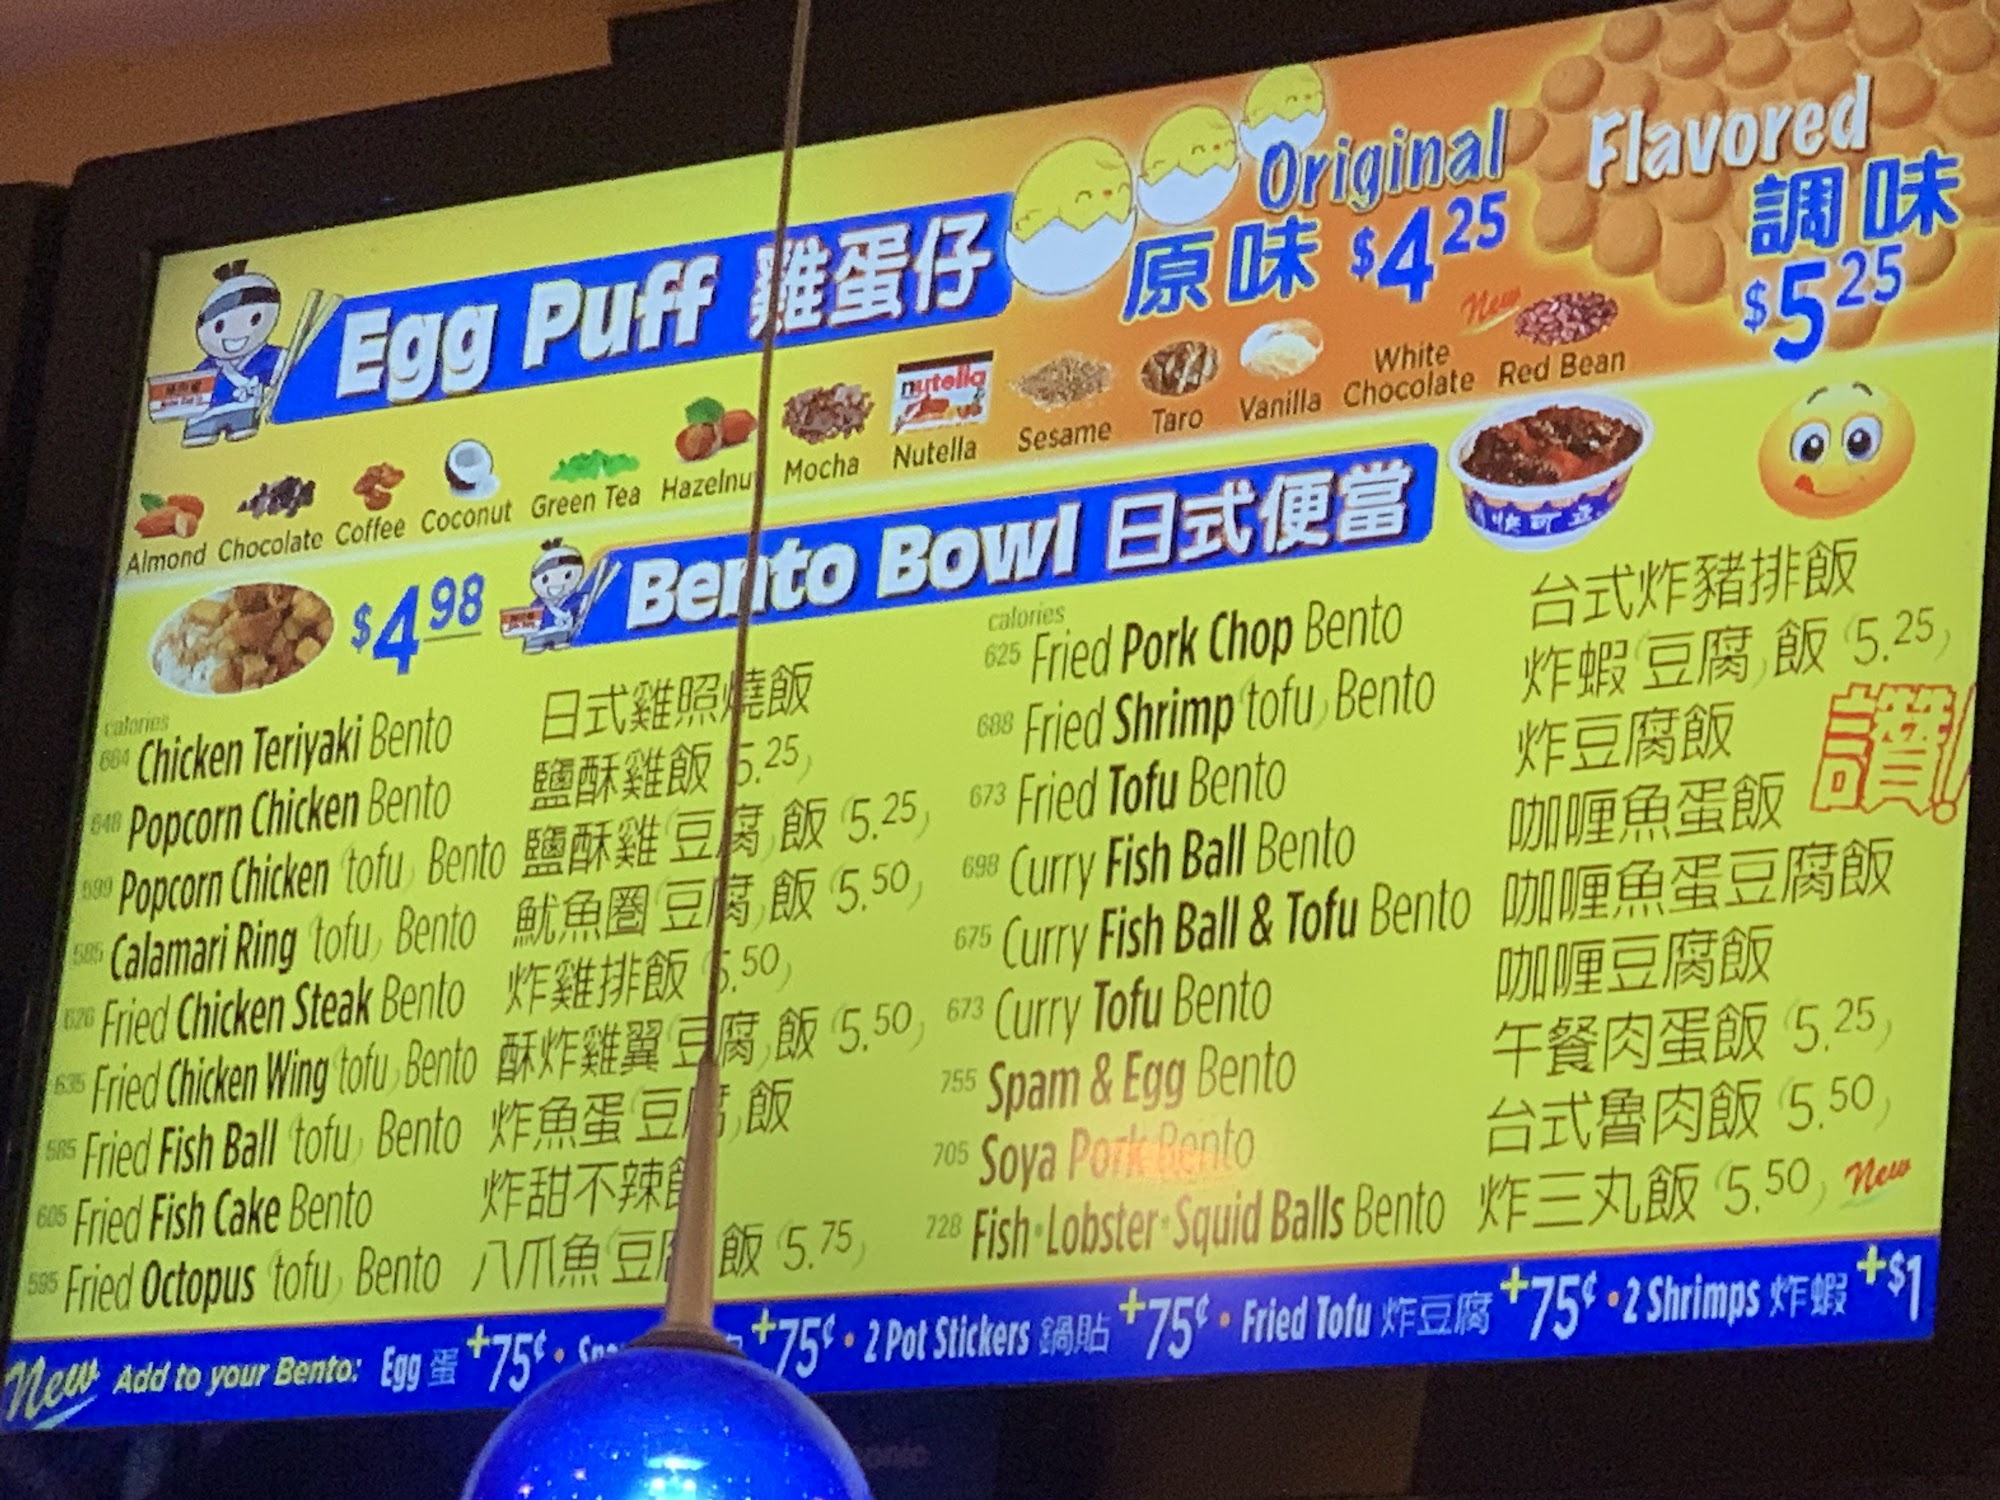 Egg Puff 雞蛋仔
Original
原味 $4.25
Flavored
調味
$5.25
Almond
Chocolate
Coffee
Coconut
Green Tea
Hazelnu
Mocha
nutella
Nutella
Sesame
Taro
Vanilla
White
Chocolate
New
Red Bean
$4.98
Bento Bowl 日式便當
calories
664 Chicken Teriyaki Bento 日式雞照燒飯
648 Popcorn Chicken Bento 鹽酥雞飯 (5.25)
599 Popcorn Chicken (tofu) Bento 鹽酥雞(豆腐)飯 (5.25)
585 Calamari Ring (tofu) Bento 魷魚圈(豆腐)飯 (5.50)
626 Fried Chicken Steak Bento 炸雞排飯 (5.50)
635 Fried Chicken Wing (tofu) Bento 酥炸雞翼(豆腐)飯 (5.50)
585 Fried Fish Ball (tofu) Bento 炸魚蛋(豆腐)飯
605 Fried Fish Cake Bento 炸甜不辣飯
595 Fried Octopus (tofu) Bento 八爪魚(豆腐)飯 (5.75)
calories
625 Fried Pork Chop Bento 台式炸豬排飯
688 Fried Shrimp (tofu) Bento 炸蝦(豆腐)飯 (5.25)
673 Fried Tofu Bento 炸豆腐飯
讚!
698 Curry Fish Ball Bento 咖喱魚蛋飯
675 Curry Fish Ball & Tofu Bento 咖喱魚蛋豆腐飯
673 Curry Tofu Bento 咖喱豆腐飯
755 Spam & Egg Bento 午餐肉蛋飯 (5.25)
705 Soya Pork Bento 台式魯肉飯 (5.50)
728 Fish•Lobster•Squid Balls Bento 炸三丸飯 (5.50) New
New Add to your Bento: Egg 蛋 +75¢ • +75¢ • 2 Pot Stickers 鍋貼 +75¢ • Fried Tofu 炸豆腐 +75¢ • 2 Shrimps 炸蝦 +$1